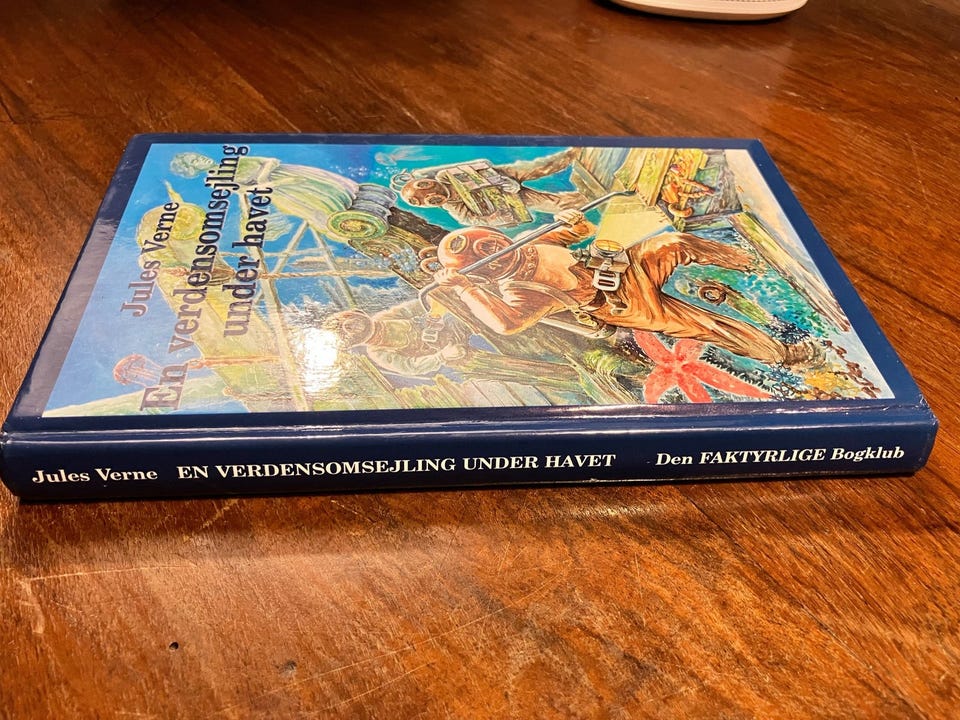 Jules Verne
En verdensomsejling
under havet
Jules Verne EN VERDENSOMSEJLING UNDER HAVET Den FAKTYRLIGE Bogklub